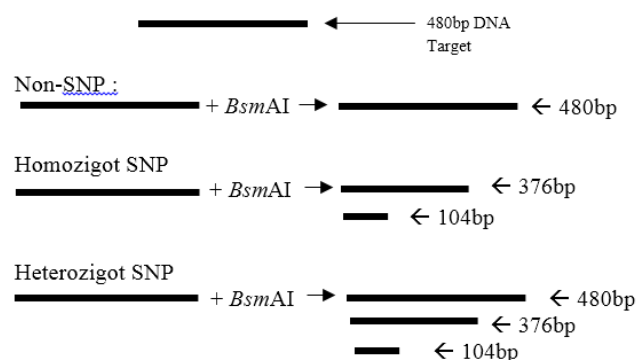 480bp DNA
Target
Non-SNP :
+ BsmAI → ← 480bp
Homozigot SNP
+ BsmAI → ← 376bp
← 104bp
Heterozigot SNP
+ BsmAI → ← 480bp
← 376bp
← 104bp